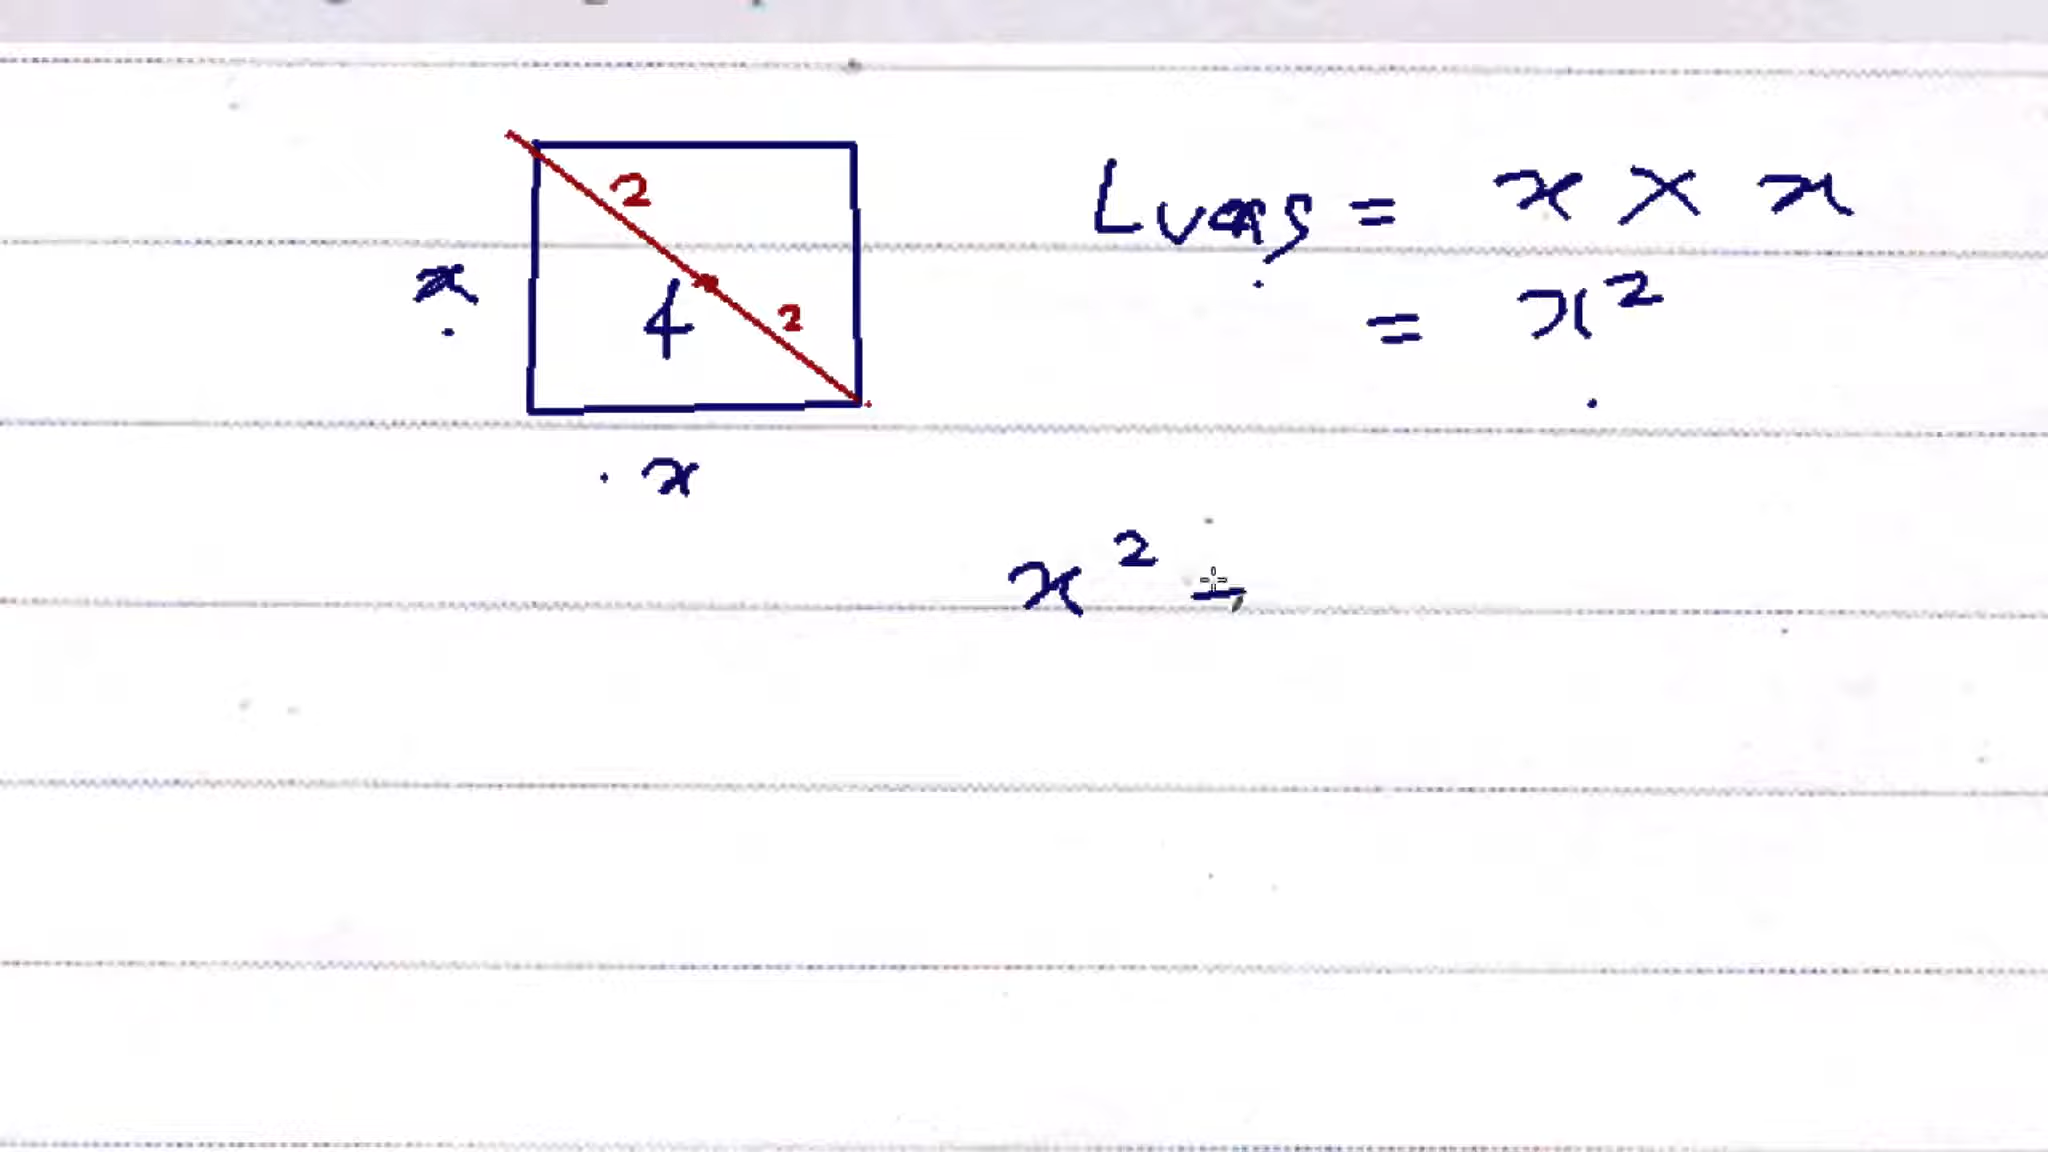 2
Luas = x × x
x
4
2
= x²
x
x² =